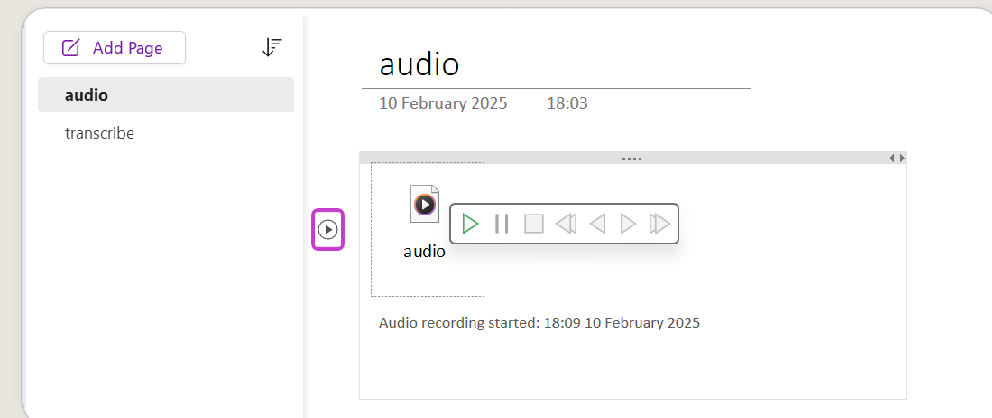 Add Page
audio
transcribe
audio
10 February 2025 18:03
audio
Audio recording started: 18:09 10 February 2025